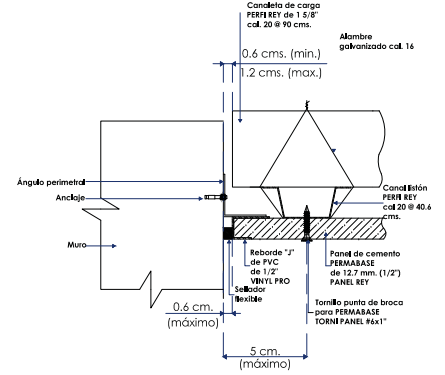 Canaleta de carga
PERFI REY de 1 5/8"
cal. 20 @ 90 cms.
Alambre
galvanizado cal. 16
0.6 cms. (min.)
1.2 cms. (max.)
Ángulo perimetral
Anclaje
Canal listón
PERFI REY
cal 20 @ 40.6
cms.
Muro
Reborde "J"
de PVC
de 1/2"
VINYL PRO
Panel de cemento
PERMABASE
de 12.7 mm. (1/2")
PANEL REY
Sellador
flexible
0.6 cm.
(máximo)
Tornillo punta de broca
para PERMABASE
TORNI PANEL #6x1"
5 cm.
(máximo)